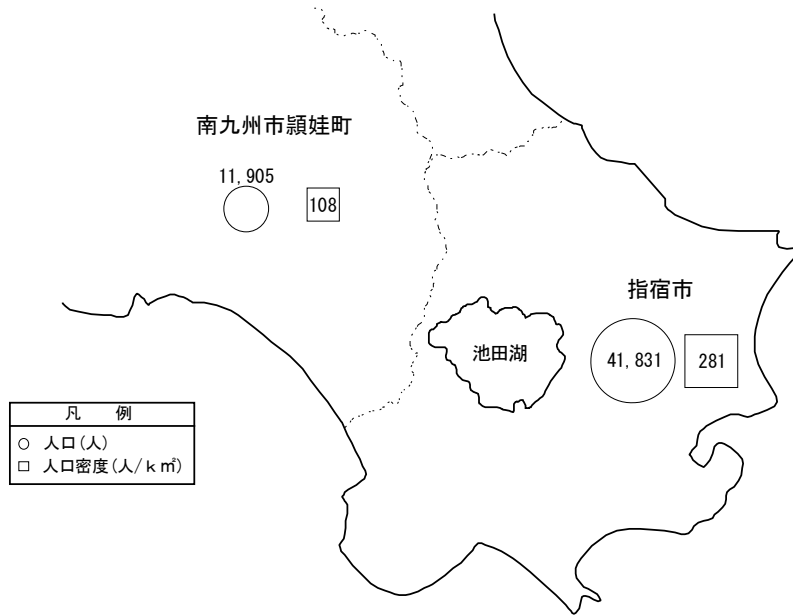 南九州市頴娃町
11,905
108
指宿市
池田湖
41,831
281
凡 例
○ 人口(人)
□ 人口密度(人/k㎡)